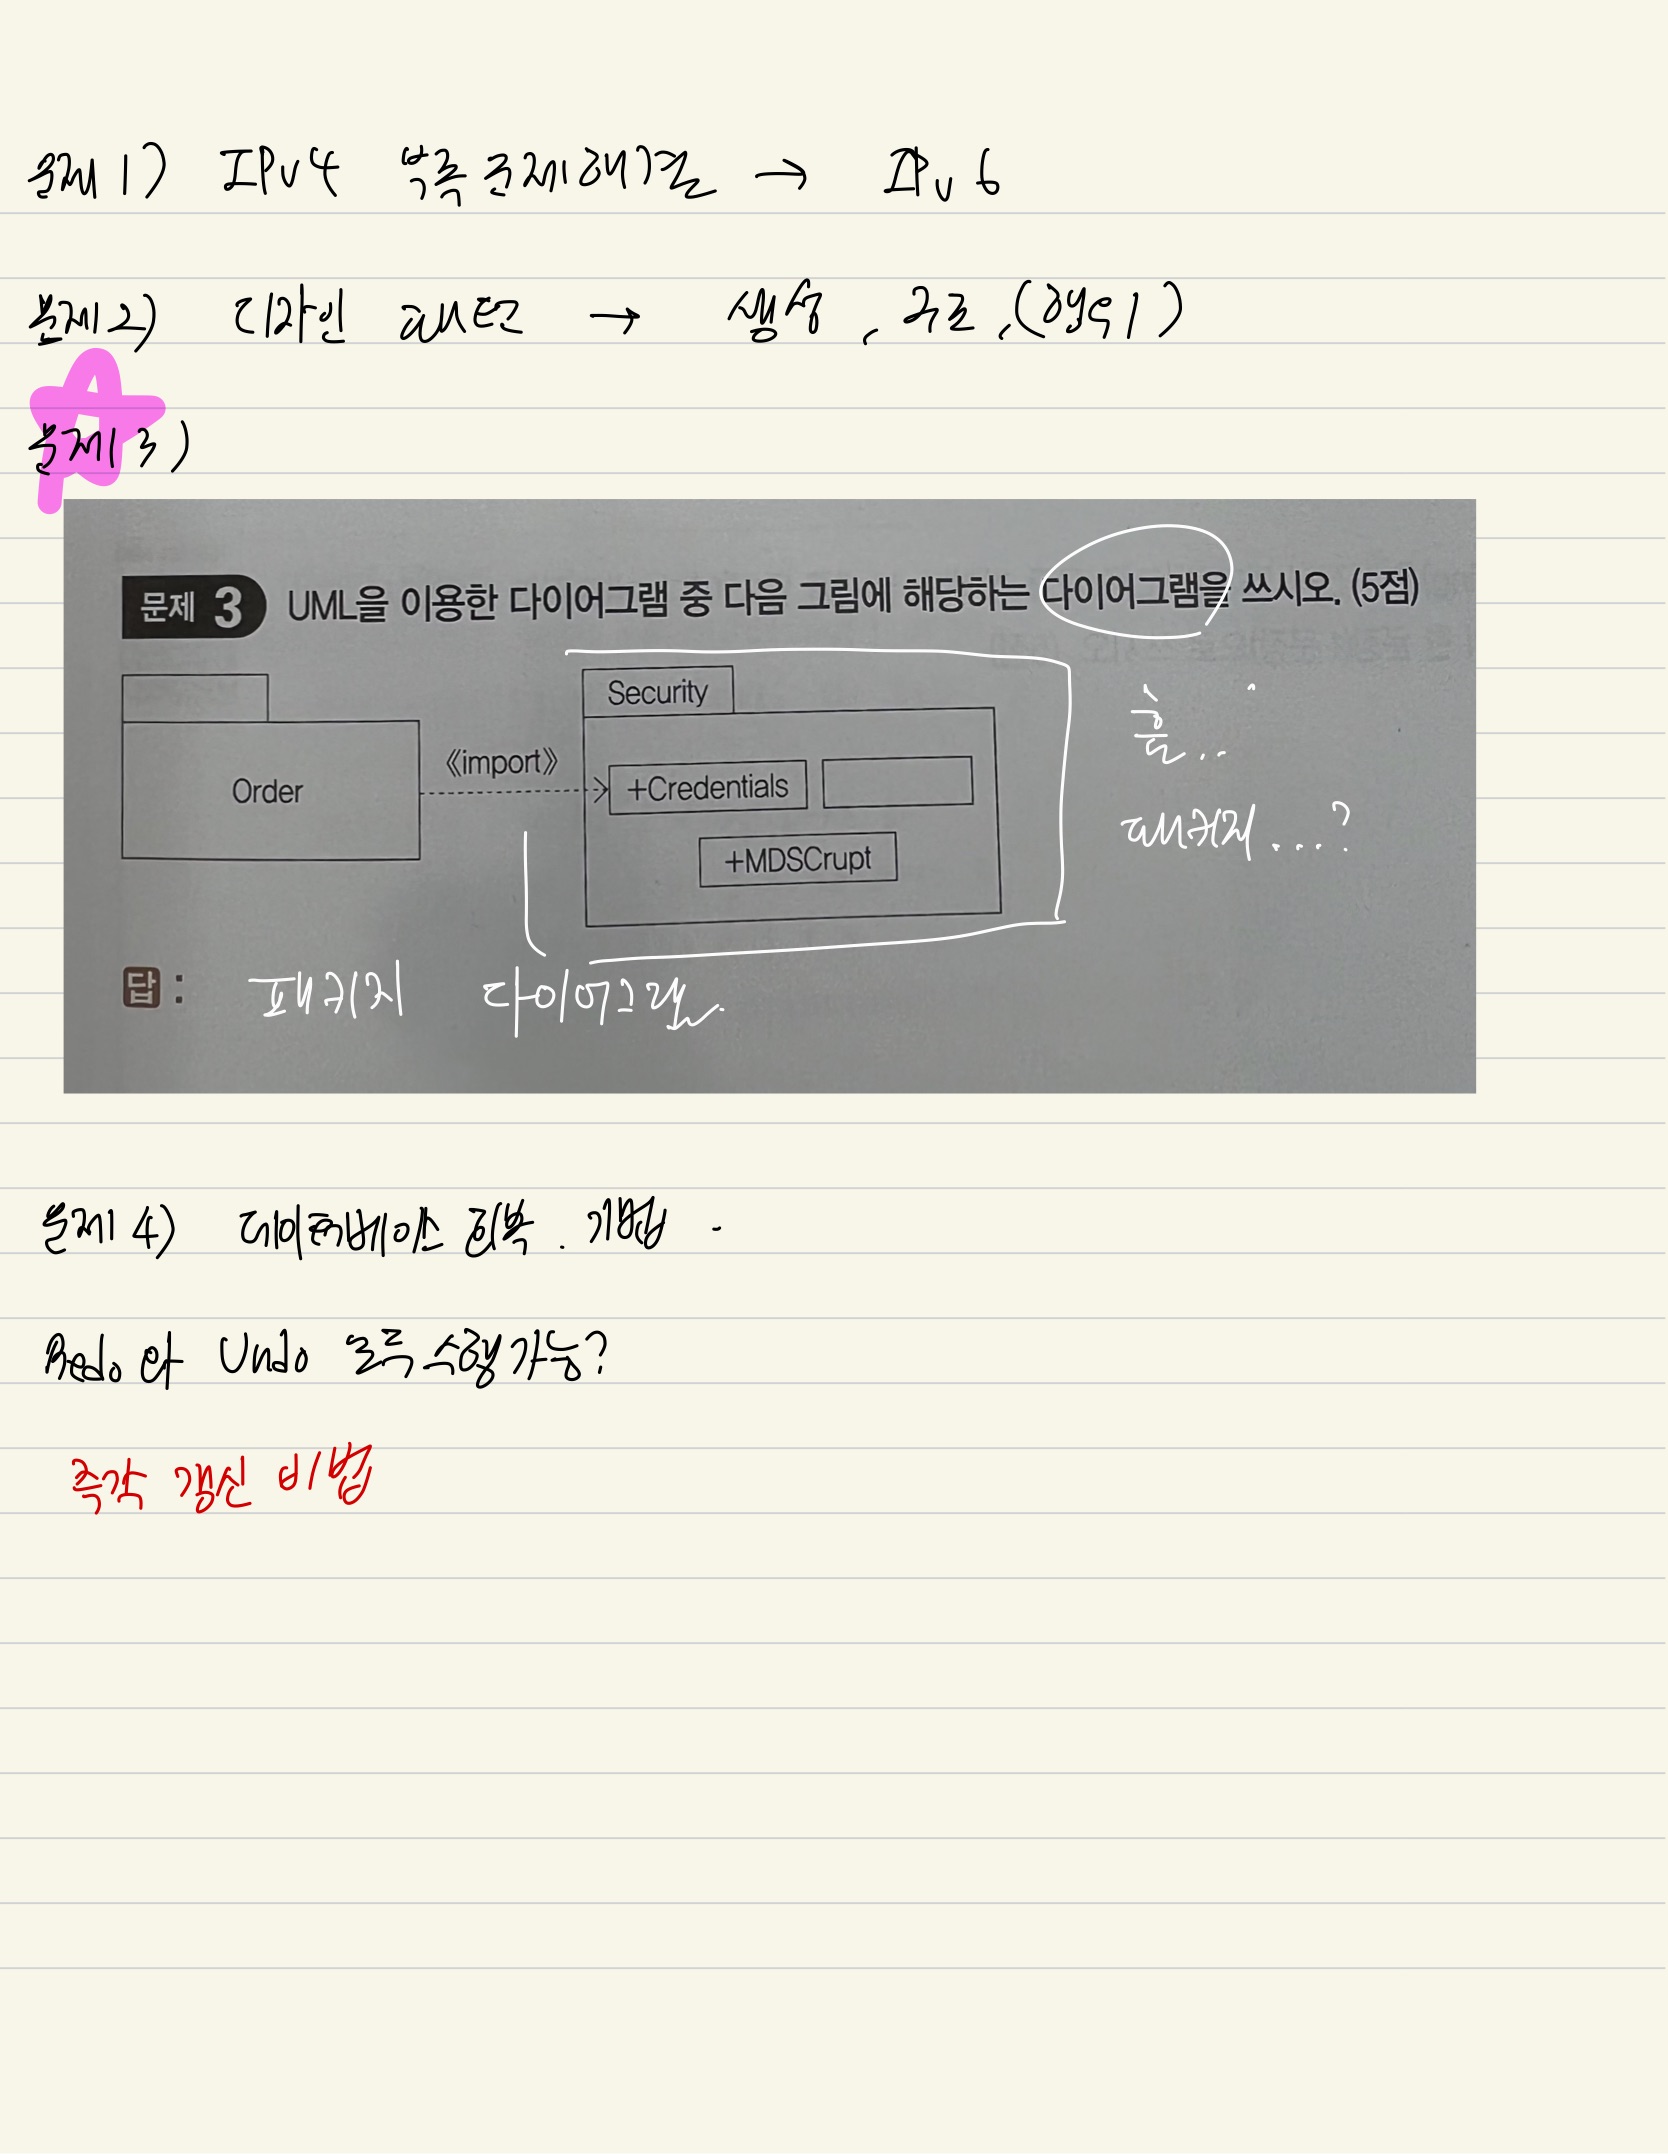 문제 1) IPv4 부족 문제해결 → IPv6
문제2) 디자인 패턴 → 생성, 구조, (행위)
문제 3)
문제 3 UML을 이용한 다이어그램 중 다음 그림에 해당하는 다이어그램을 쓰시오. (5점)
Security
흠..
《import》
Order
+Credentials
패키지....?
+MDSCrupt
답 : 패키지 다이어그램.
문제 4) 데이터베이스 회복. 기법.
Redo와 Undo 모두 수행가능?
즉각 갱신 기법